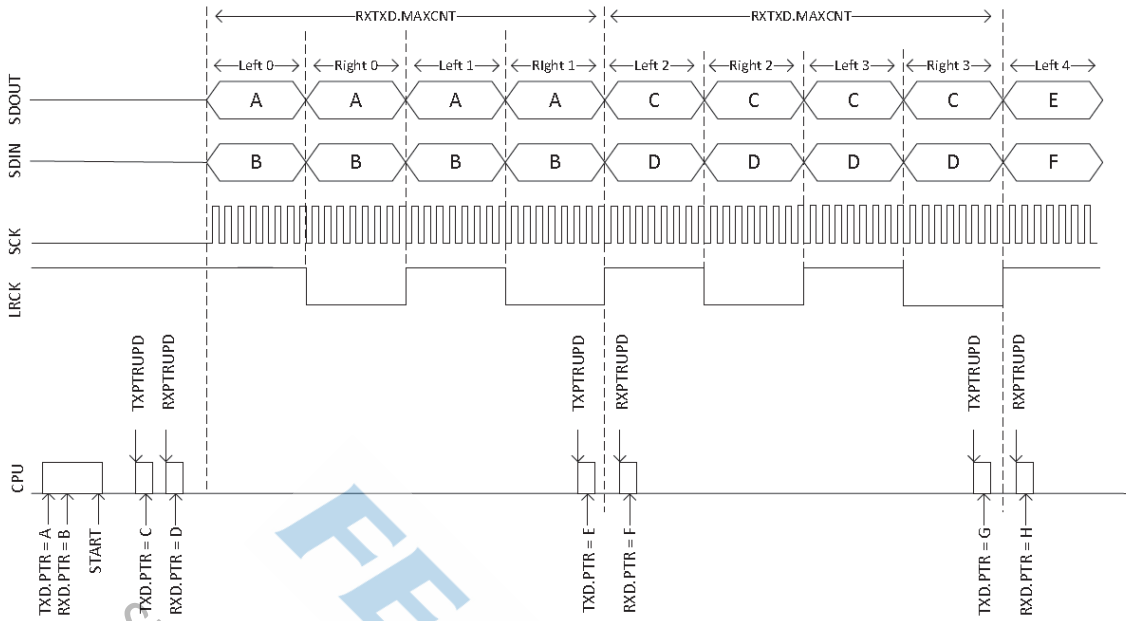 RXTXD.MAXCNT RXTXD.MAXCNT
Left 0 Right 0 Left 1 RIght 1 Left 2 Right 2 Left 3 Right 3 Left 4
SDOUT A A A A C C C C E
SDIN B B B B D D D D F
SCK
LRCK
TXPTRUPD RXPTRUPD TXPTRUPD RXPTRUPD TXPTRUPD RXPTRUPD
CPU
TXD.PTR = A RXD.PTR = B START TXD.PTR = C RXD.PTR = D TXD.PTR = E RXD.PTR = F TXD.PTR = G RXD.PTR = H
FE